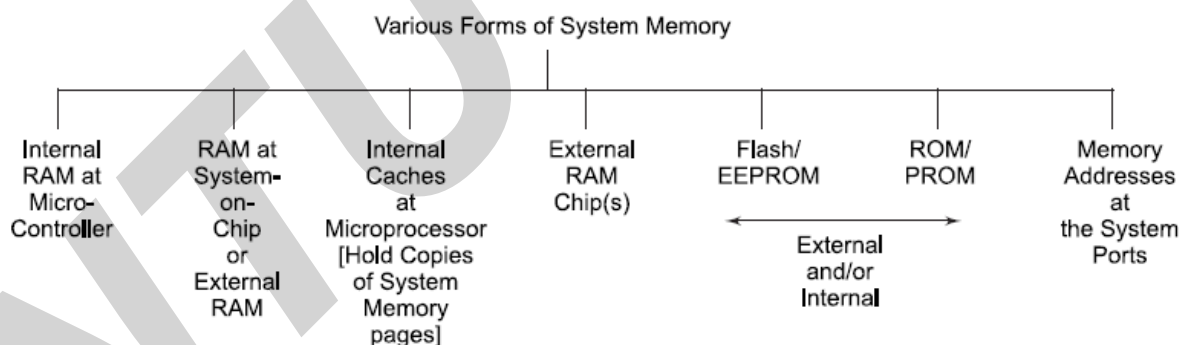 Various Forms of System Memory
Internal
RAM at
Micro-
Controller
RAM at
System-
on-
Chip
or
External
RAM
Internal
Caches
at
Microprocessor
[Hold Copies
of System
Memory
pages]
External
RAM
Chip(s)
Flash/
EEPROM
ROM/
PROM
External
and/or
Internal
Memory
Addresses
at
the System
Ports
NTU